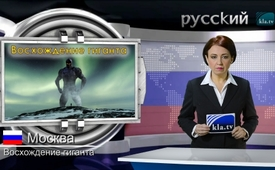 русский
kla.tv
Восхождение гиганта
kla.tv
Москва
Восхождение гиганта